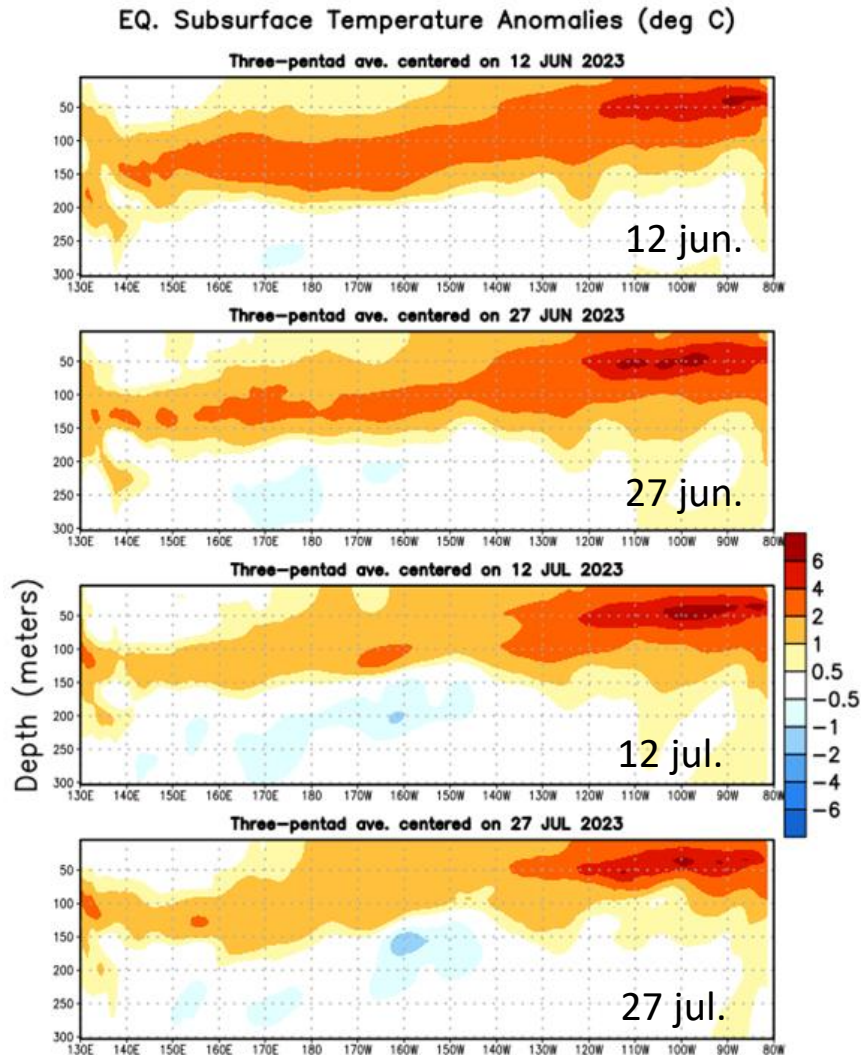 EQ. Subsurface Temperature Anomalies (deg C)
Three-pentad ave. centered on 12 JUN 2023
50
100
150
200
250
300
12 jun.
130E 140E 150E 160E 170E 180 170W 160W 150W 140W 130W 120W 110W 100W 90W 80W
Three-pentad ave. centered on 27 JUN 2023
50
100
150
200
250
300
27 jun.
130E 140E 150E 160E 170E 180 170W 160W 150W 140W 130W 120W 110W 100W 90W 80W
Three-pentad ave. centered on 12 JUL 2023
50
100
150
200
250
300
12 jul.
130E 140E 150E 160E 170E 180 170W 160W 150W 140W 130W 120W 110W 100W 90W 80W
Three-pentad ave. centered on 27 JUL 2023
50
100
150
200
250
300
27 jul.
130E 140E 150E 160E 170E 180 170W 160W 150W 140W 130W 120W 110W 100W 90W 80W
Depth (meters)
6
4
2
1
0.5
-0.5
-1
-2
-4
-6